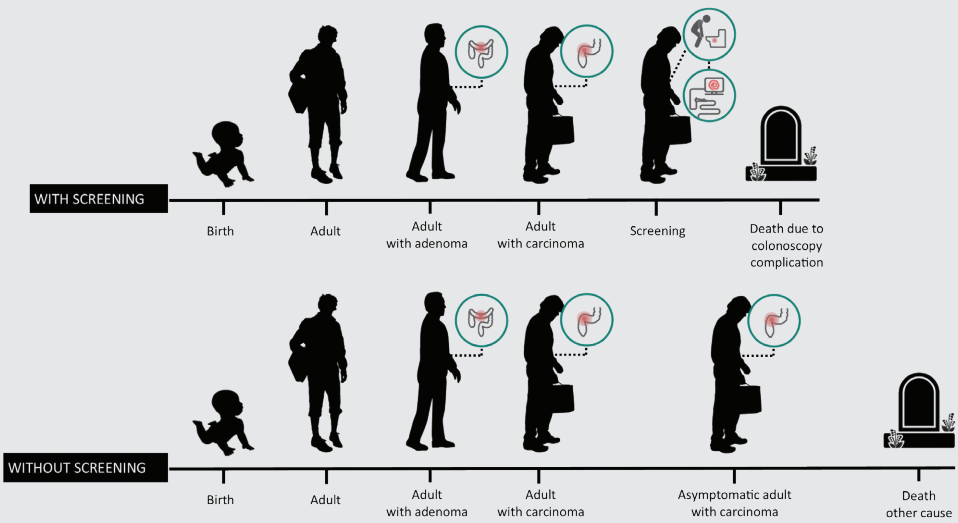 WITH SCREENING
Birth
Adult
Adult
with adenoma
Adult
with carcinoma
Screening
Death due to
colonoscopy
complication
WITHOUT SCREENING
Birth
Adult
Adult
with adenoma
Adult
with carcinoma
Asymptomatic adult
with carcinoma
Death
other cause